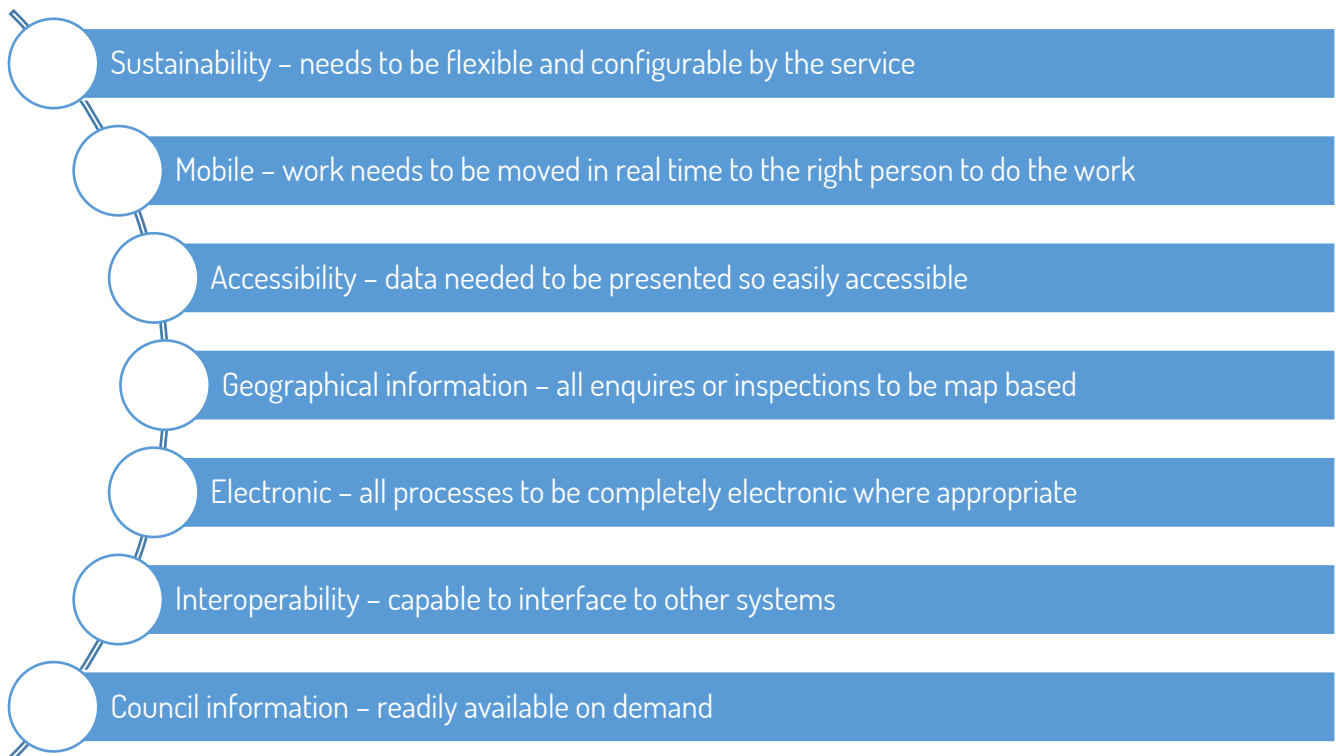 Sustainability – needs to be flexible and configurable by the service
Mobile – work needs to be moved in real time to the right person to do the work
Accessibility – data needed to be presented so easily accessible
Geographical information – all enquires or inspections to be map based
Electronic – all processes to be completely electronic where appropriate
Interoperability – capable to interface to other systems
Council information – readily available on demand